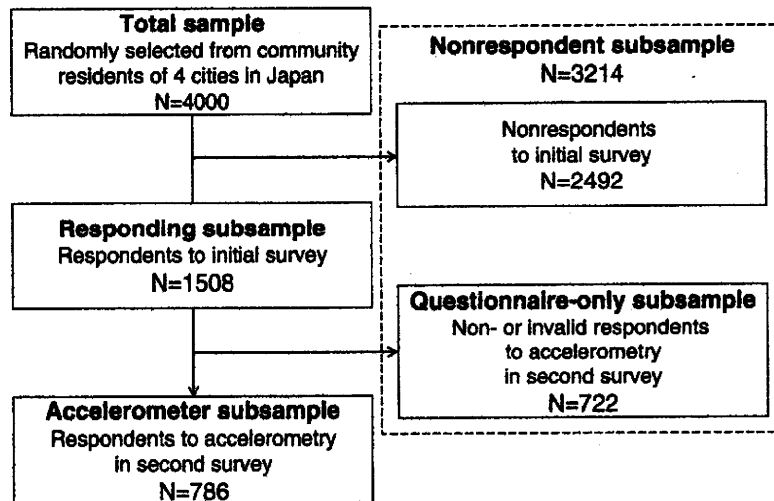 Total sample
Randomly selected from community
residents of 4 cities in Japan
N=4000
Nonrespondent subsample
N=3214
Nonrespondents
to initial survey
N=2492
Responding subsample
Respondents to initial survey
N=1508
Questionnaire-only subsample
Non- or invalid respondents
to accelerometry
in second survey
N=722
Accelerometer subsample
Respondents to accelerometry
in second survey
N=786